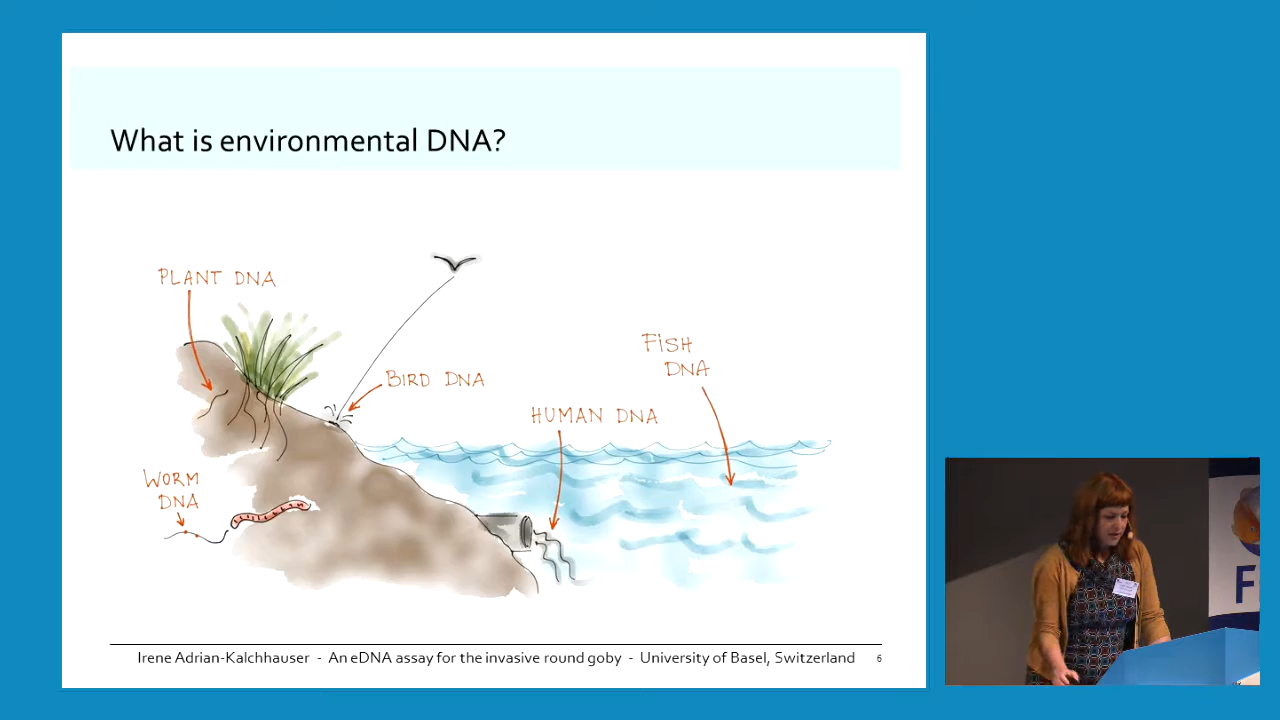 What is environmental DNA?
PLANT DNA
FISH
DNA
BIRD DNA
HUMAN DNA
WORM
DNA
Irene Adrian-Kalchhauser - An eDNA assay for the invasive round goby - University of Basel, Switzerland 6
F